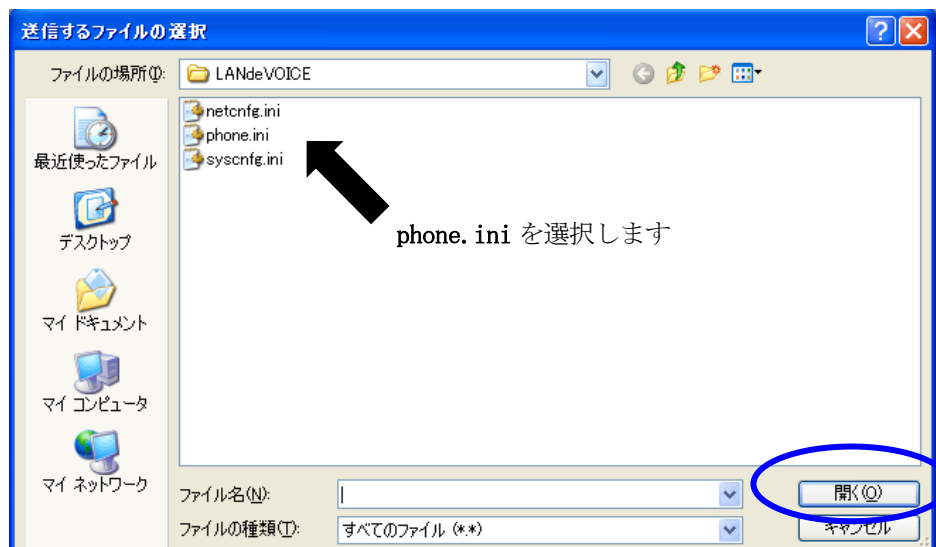 送信するファイルの選択
ファイルの場所(I):
LANdeVOICE
netcnfg.ini
phone.ini
syscnfg.ini
phone.ini を選択します
最近使ったファイル
デスクトップ
マイ ドキュメント
マイ コンピュータ
マイ ネットワーク
ファイル名(N):
開く(O)
ファイルの種類(T):
すべてのファイル (*.*)
キャンセル